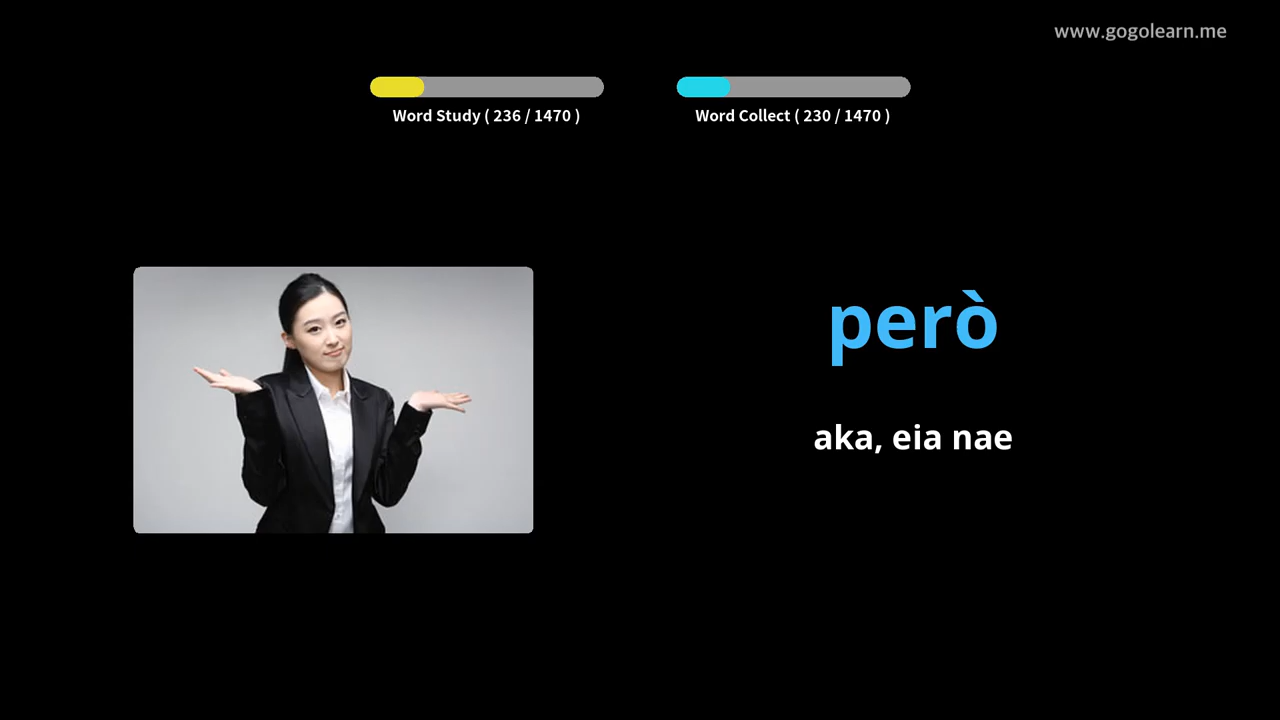 www.gogolearn.me
Word Study ( 236 / 1470 )
Word Collect ( 230 / 1470 )
però
aka, eia nae